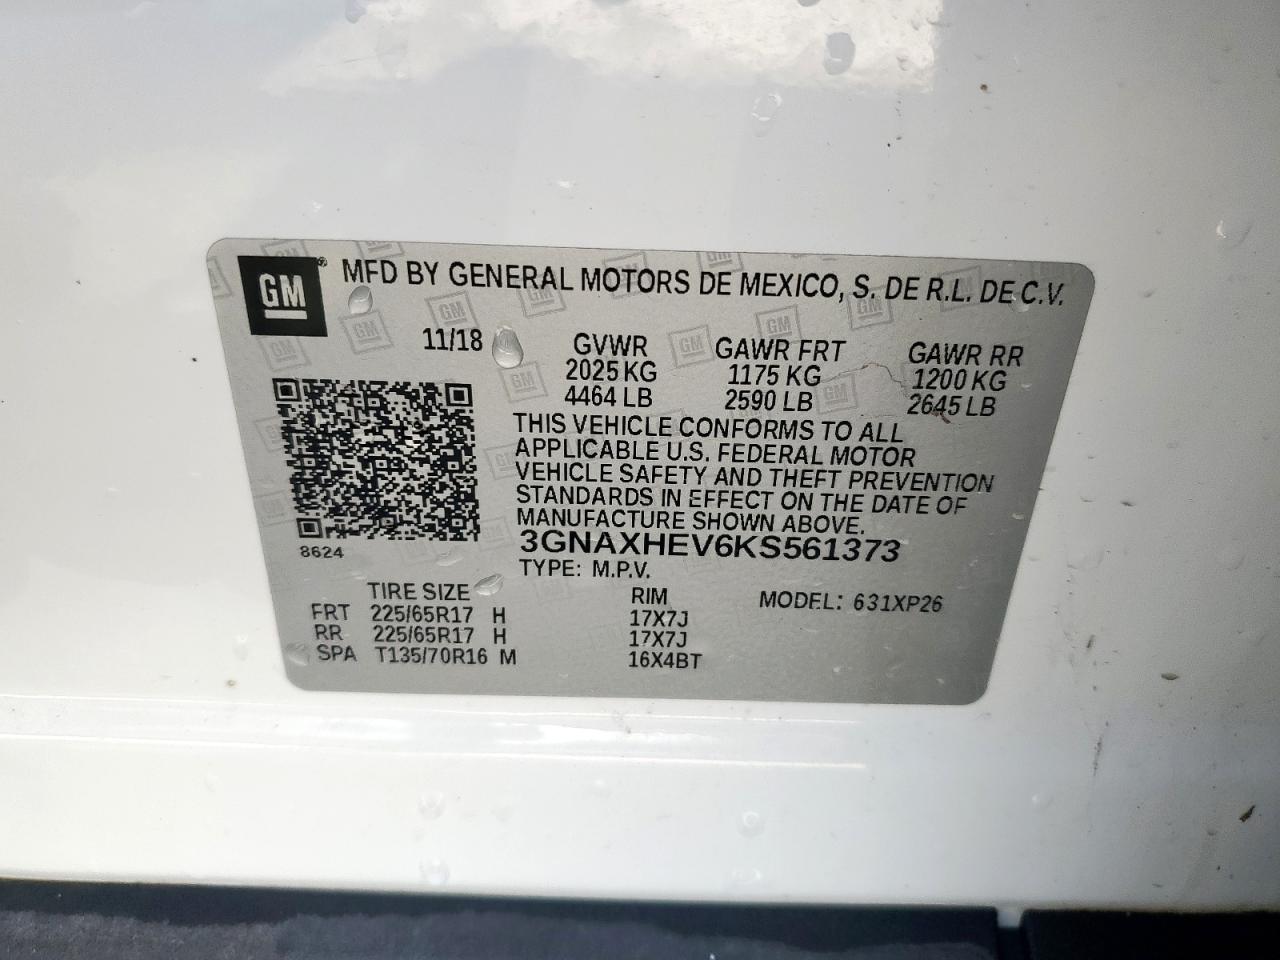 GM
MFD BY GENERAL MOTORS DE MEXICO, S. DE R.L. DE C.V.
11/18
GVWR GAWR FRT GAWR RR
2025 KG 1175 KG 1200 KG
4464 LB 2590 LB 2645 LB
THIS VEHICLE CONFORMS TO ALL
APPLICABLE U.S. FEDERAL MOTOR
VEHICLE SAFETY AND THEFT PREVENTION
STANDARDS IN EFFECT ON THE DATE OF
MANUFACTURE SHOWN ABOVE.
8624
3GNAXHEV6KS561373
TYPE: M.P.V.
TIRE SIZE RIM MODEL: 631XP26
FRT 225/65R17 H 17X7J
RR 225/65R17 H 17X7J
SPA T135/70R16 M 16X4BT